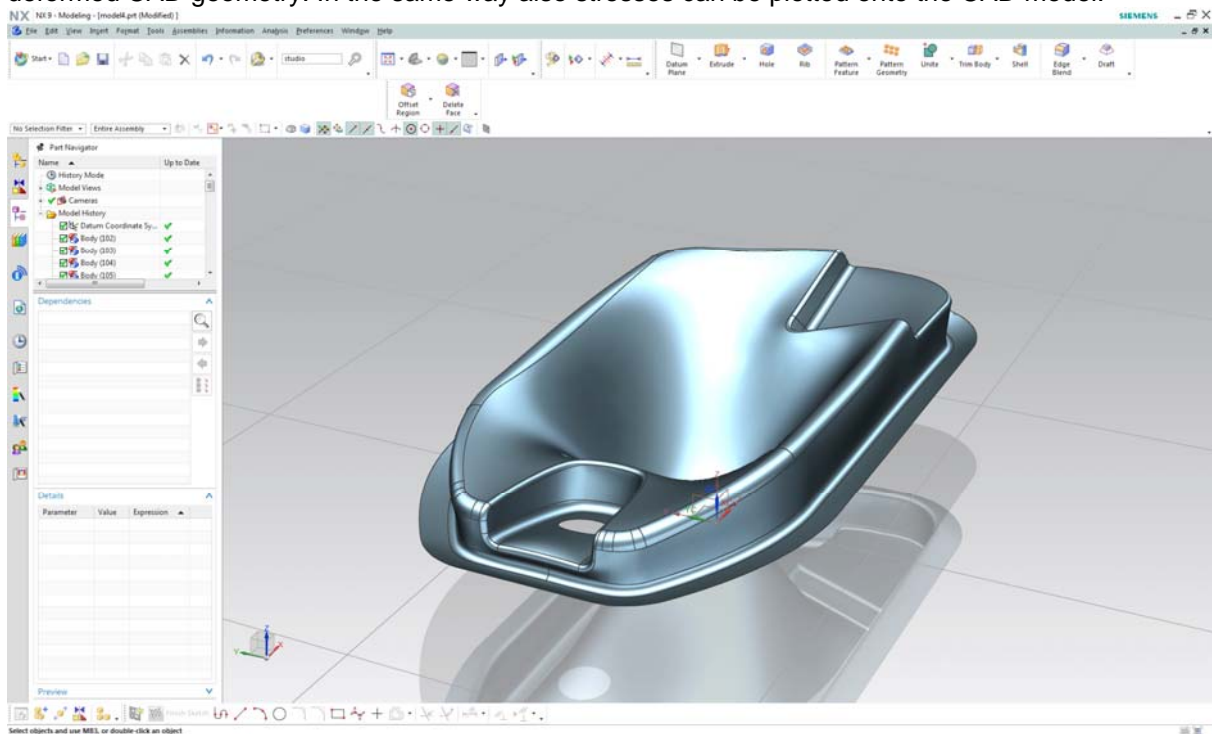 deformed CAD geometry. In the same way also stresses can be plotted onto the CAD model.
NX NX 9 - Modeling - [model4.prt (Modified) ] SIEMENS
File Edit View Insert Format Tools Assemblies Information Analysis Preferences Window Help
Start studio Datum Plane Extrude Hole Rib Pattern Feature Pattern Geometry Unite Trim Body Shell Edge Blend Draft
Offset Region Delete Face
No Selection Filter Entire Assembly
Part Navigator
Name Up to Date
History Mode
Model Views
Cameras
Model History
Datum Coordinate Sy...
Body (102)
Body (103)
Body (104)
Body (105)
Dependencies
Details
Parameter Value Expression
Preview
Finish Sketch
Select objects and use MB3, or double-click an object